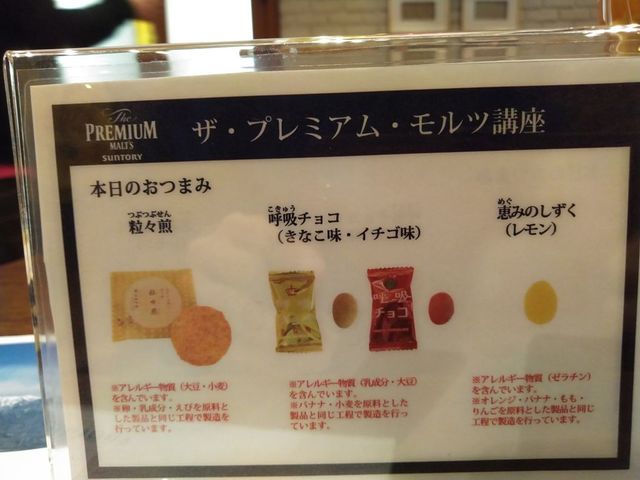 The
PREMIUM
MALT'S
SUNTORY
ザ・プレミアム・モルツ講座
本日のおつまみ
つぶつぶせん
粒々煎
こきゅう
呼吸チョコ
(きなこ味・イチゴ味)
めぐ
恵みのしずく
(レモン)
呼吸
チョコ
※アレルギー物質(大豆・小麦)
を含んでいます。
※卵・乳成分・えびを原料と
した製品と同じ工程で製造を
行っています。
※アレルギー物質(乳成分・大豆)
を含んでいます。
※バナナ・小麦を原料とした
製品と同じ工程で製造を行っ
ています。
※アレルギー物質(ゼラチン)
を含んでいます。
※オレンジ・バナナ・もも・
りんごを原料とした製品と同じ
工程で製造を行っています。